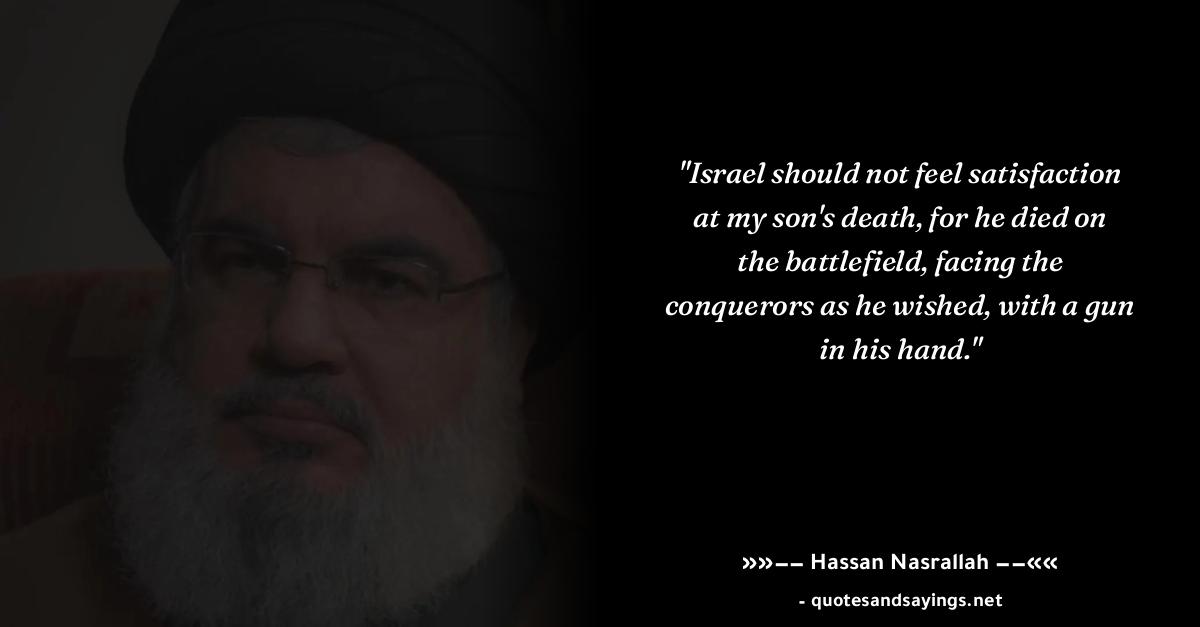 "Israel should not feel satisfaction
at my son's death, for he died on
the battlefield, facing the
conquerors as he wished, with a gun
in his hand."
»»–– Hassan Nasrallah ––««
- quotesandsayings.net